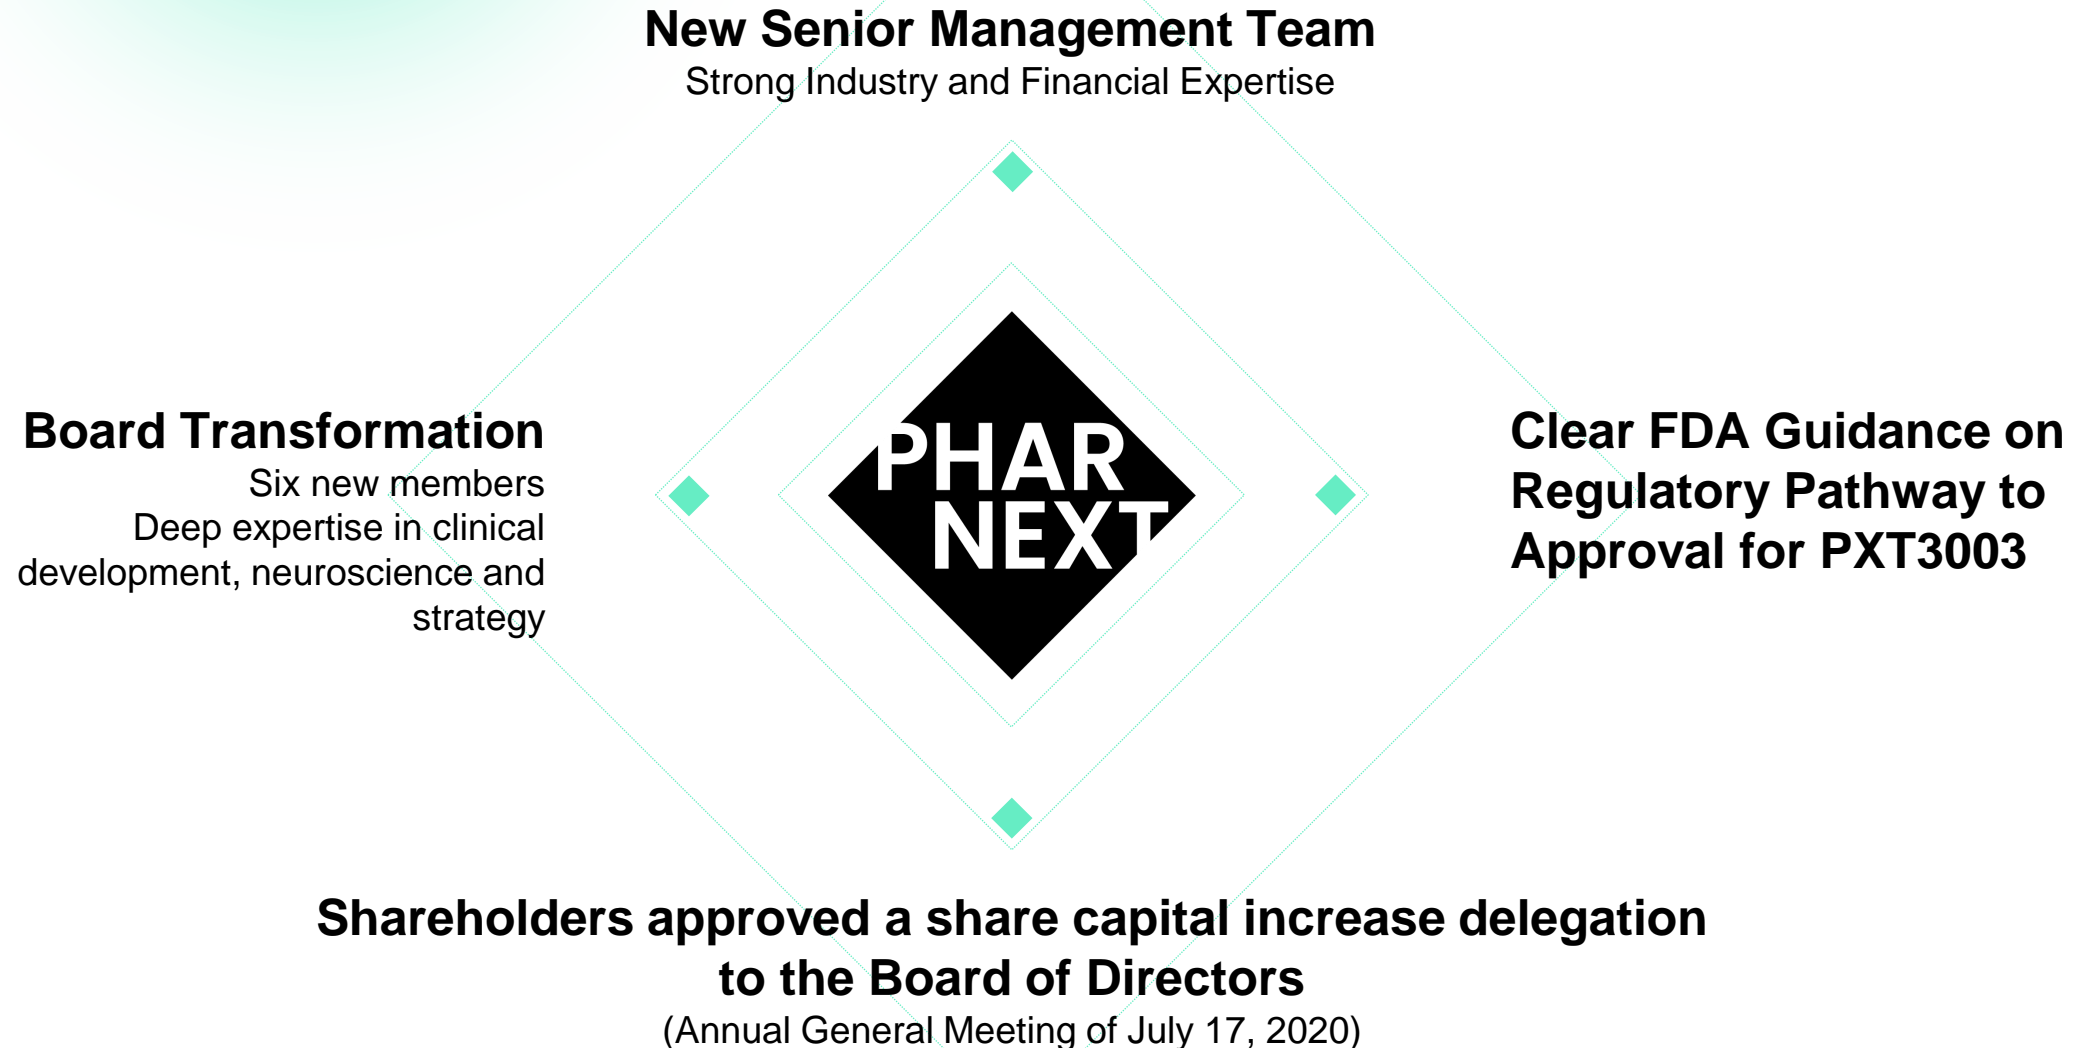 New Senior Management Team
Strong Industry and Financial Expertise
Board Transformation
Six new members
Deep expertise in clinical
development, neuroscience and
strategy
PHAR
NEXT
Clear FDA Guidance on
Regulatory Pathway to
Approval for PXT3003
Shareholders approved a share capital increase delegation
to the Board of Directors
(Annual General Meeting of July 17, 2020)